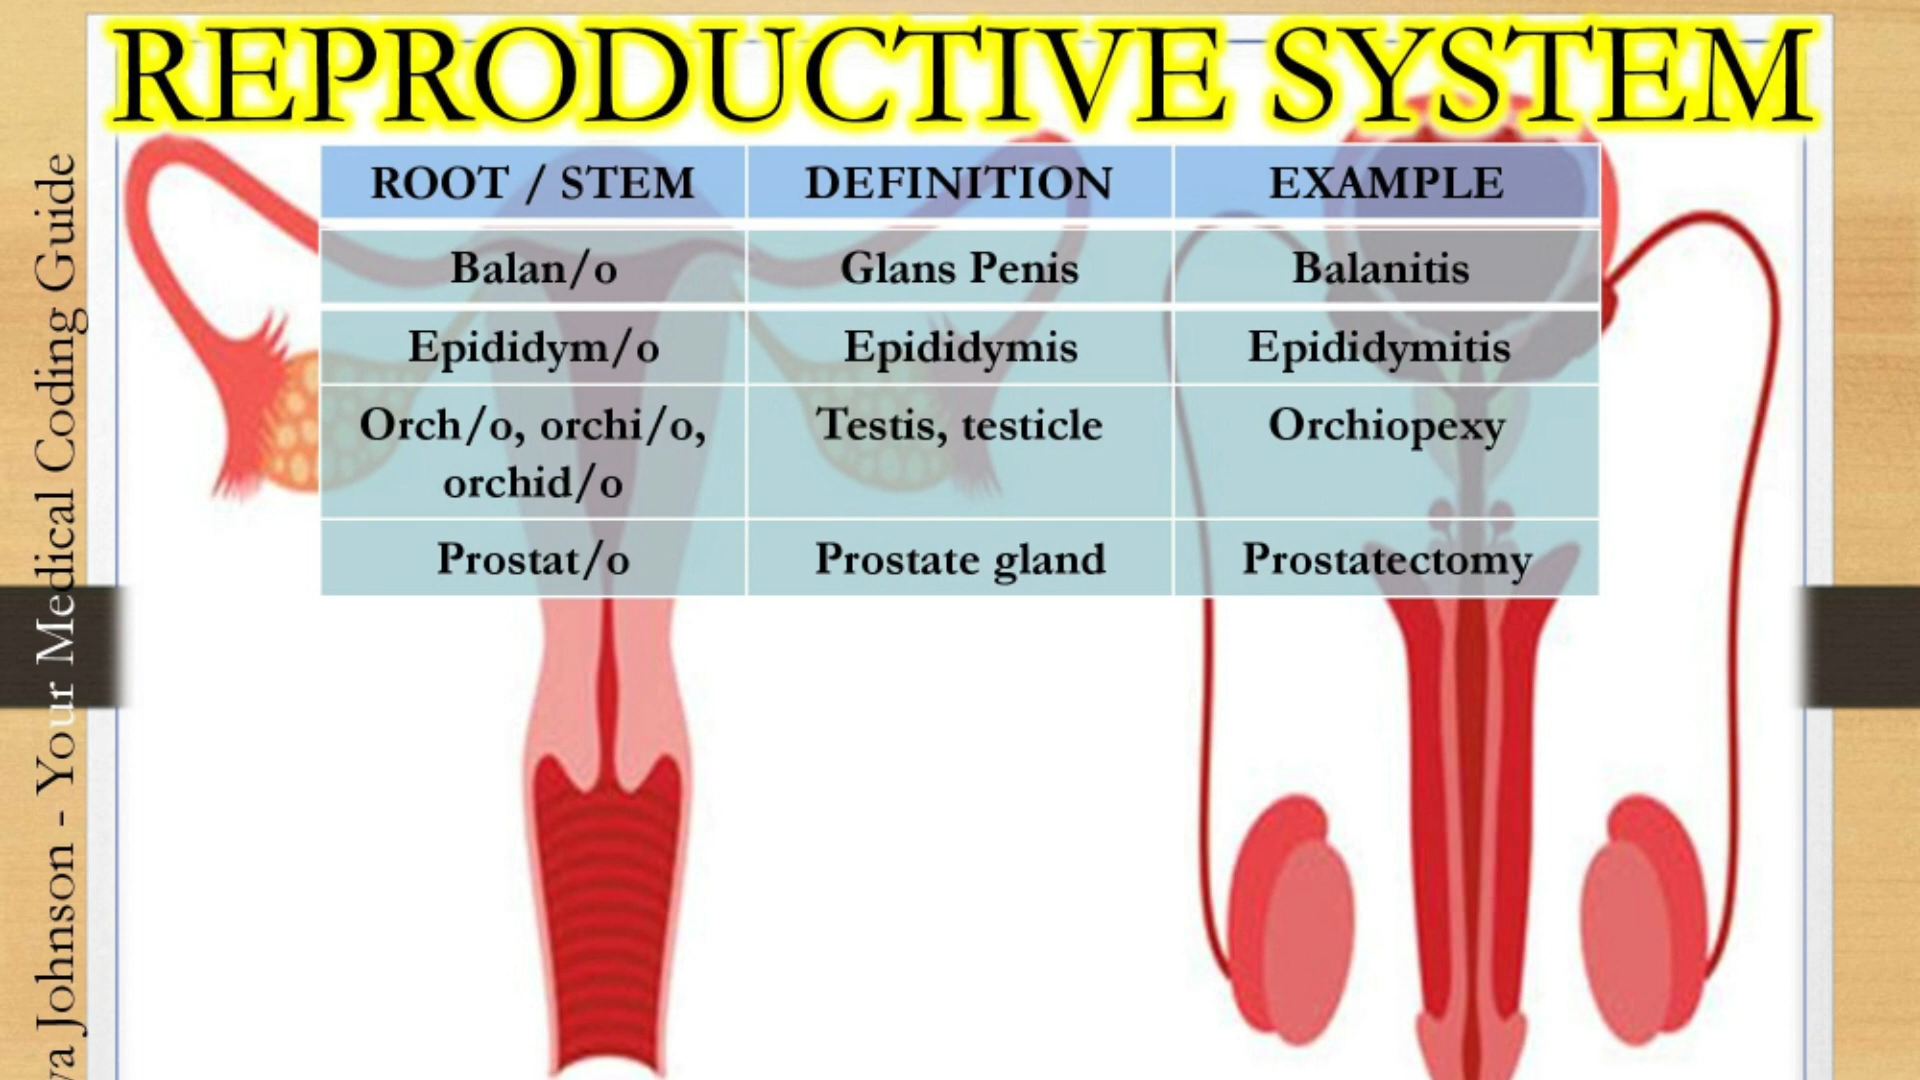 REPRODUCTIVE SYSTEM
ROOT / STEM DEFINITION EXAMPLE
Balan/o Glans Penis Balanitis
Epididym/o Epididymis Epididymitis
Orch/o, orchi/o, Testis, testicle Orchiopexy
orchid/o
Prostat/o Prostate gland Prostatectomy
Johnson - Your Medical Coding Guide